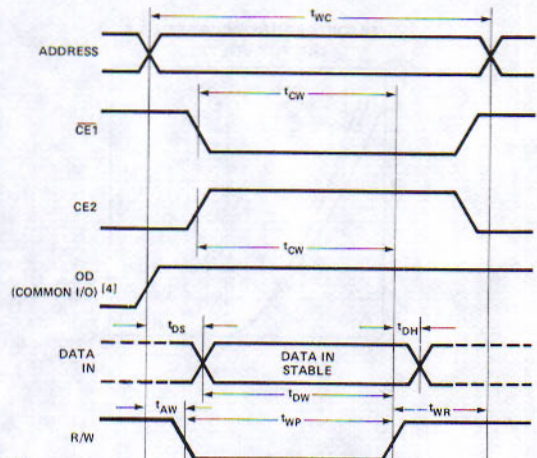 tWC
ADDRESS
tCW
CE1
CE2
tCW
OD
(COMMON I/O) [4]
tDS
tDH
DATA
IN
DATA IN
STABLE
tDW
tAW
tWP
tWR
R/W